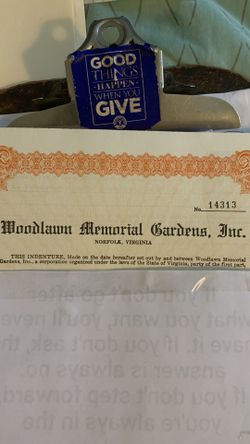 GOOD
THINGS
HAPPEN
WHEN YOU
GIVE
No. 14313
Woodlawn Memorial Gardens, Inc.
NORFOLK, VIRGINIA
THIS INDENTURE, Made on the date hereafter set out by and between Woodlawn Memorial
Gardens, Inc., a corporation organized under the laws of the State of Virginia, party of the first part,
If you don't go after
what you want, you'll never
have it. If you don't ask, the
answer is always no.
If you don't step forward,
you're always in the